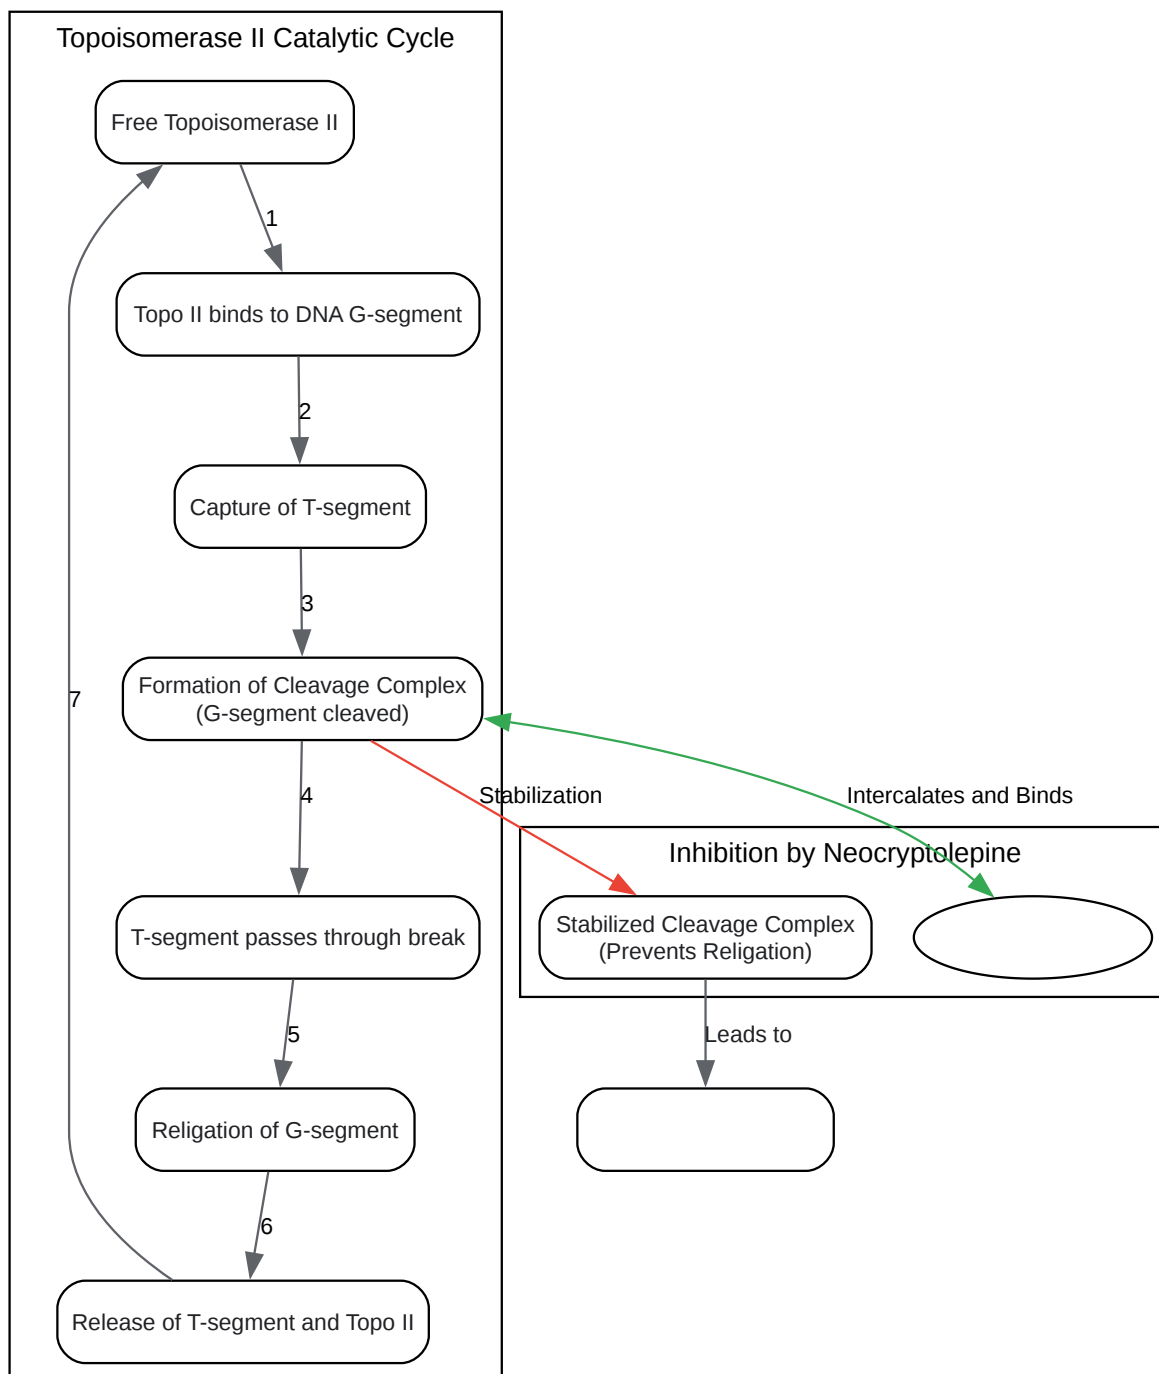 Topoisomerase II Catalytic Cycle
Free Topoisomerase II
1
Topo II binds to DNA G-segment
2
Capture of T-segment
3
Formation of Cleavage Complex
(G-segment cleaved)
7
4
Stabilization
Intercalates and Binds
Inhibition by Neocryptolepine
T-segment passes through break
Stabilized Cleavage Complex
(Prevents Religation)
5
Leads to
Religation of G-segment
6
Release of T-segment and Topo II